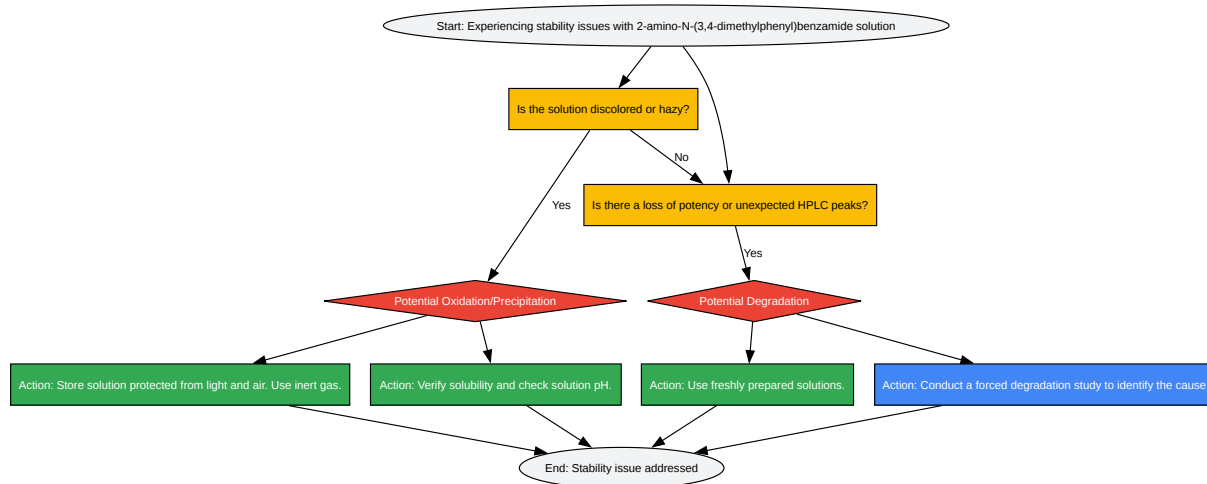 Start: Experiencing stability issues with 2-amino-N-(3,4-dimethylphenyl)benzamide solution
Is the solution discolored or hazy?
No
Is there a loss of potency or unexpected HPLC peaks?
Yes
Yes
Potential Oxidation/Precipitation
Potential Degradation
Action: Store solution protected from light and air. Use inert gas.
Action: Verify solubility and check solution pH.
Action: Use freshly prepared solutions.
Action: Conduct a forced degradation study to identify the cause
End: Stability issue addressed